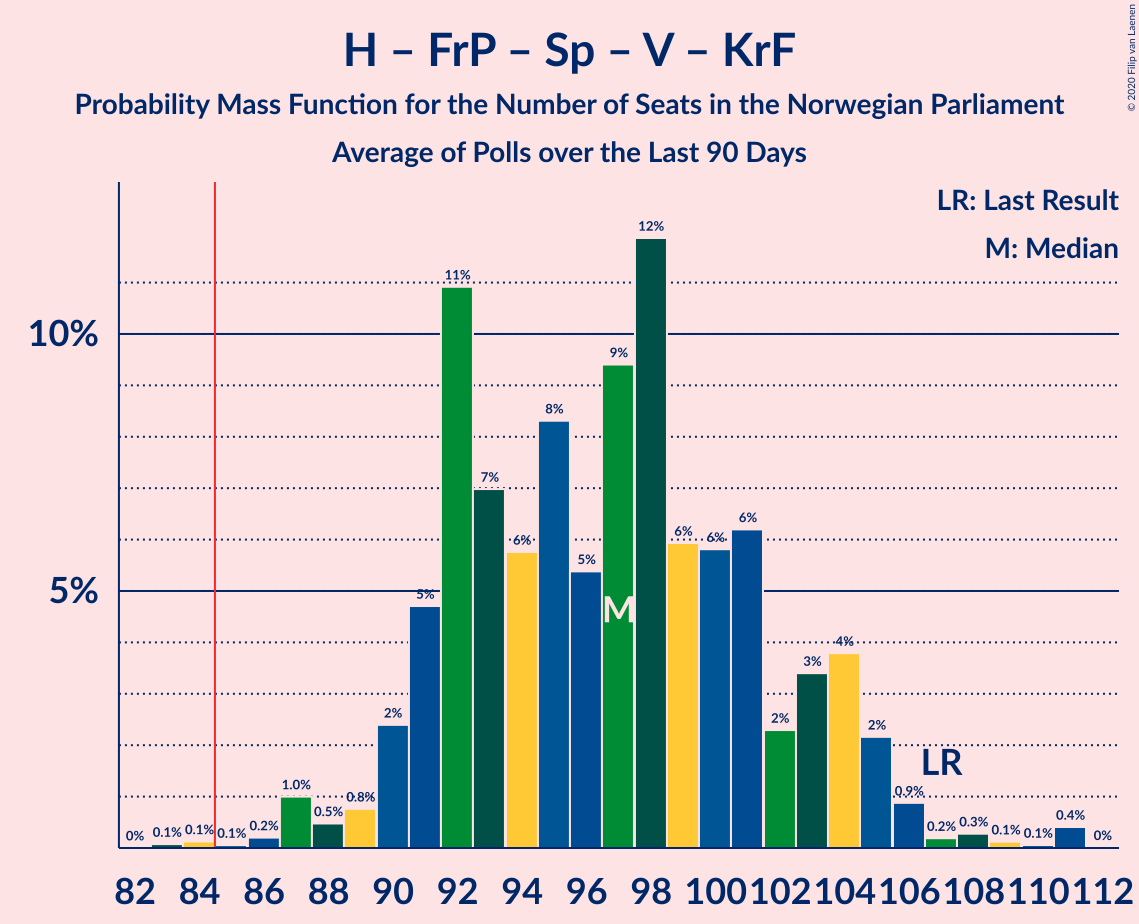 H – FrP – Sp – V – KrF
Probability Mass Function for the Number of Seats in the Norwegian Parliament
Average of Polls over the Last 90 Days
© 2020 Filip van Laenen
LR: Last Result
M: Median
10%
5%
0% 0.1% 0.1% 0.1% 0.2% 1.0% 0.5% 0.8% 2% 5% 11% 7% 6% 8% 5% 9% 12% 6% 6% 6% 2% 3% 4% 2% 0.9% 0.2% 0.3% 0.1% 0.1% 0.4% 0%
M
LR
82 84 86 88 90 92 94 96 98 100 102 104 106 108 110 112